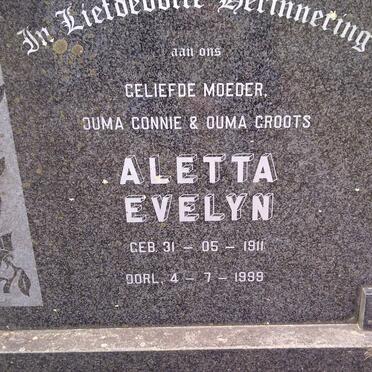 In Liefdevolle Herinnering
aan ons
GELIEFDE MOEDER,
OUMA CONNIE & OUMA GROOTS
ALETTA
EVELYN
GEB. 31 - 05 - 1911
OORL. 4 - 7 - 1999